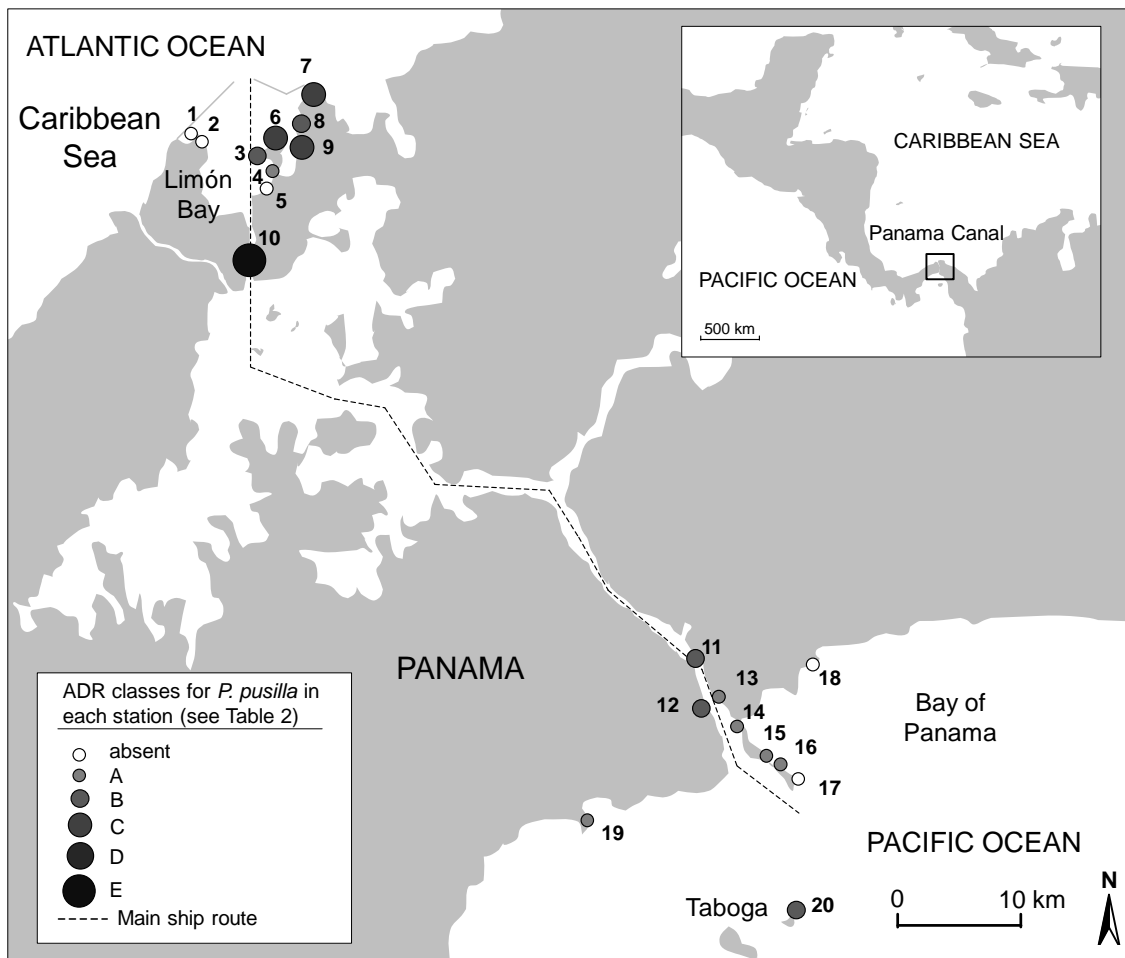 ATLANTIC OCEAN
Caribbean
Sea
Limón
Bay
1
2
3
4
5
6
7
8
9
10
CARIBBEAN SEA
Panama Canal
PACIFIC OCEAN
500 km
PANAMA
11
12
13
14
15
16
17
18
19
20
Bay of
Panama
PACIFIC OCEAN
Taboga
0 10 km
N
ADR classes for P. pusilla in
each station (see Table 2)
absent
A
B
C
D
E
Main ship route